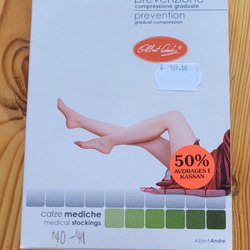 prevenzione
compressione graduale
prevention
gradual compression
50%
AVDRAGES I
KASSAN
calze mediche
medical stockings
40-41
AlbertAndré